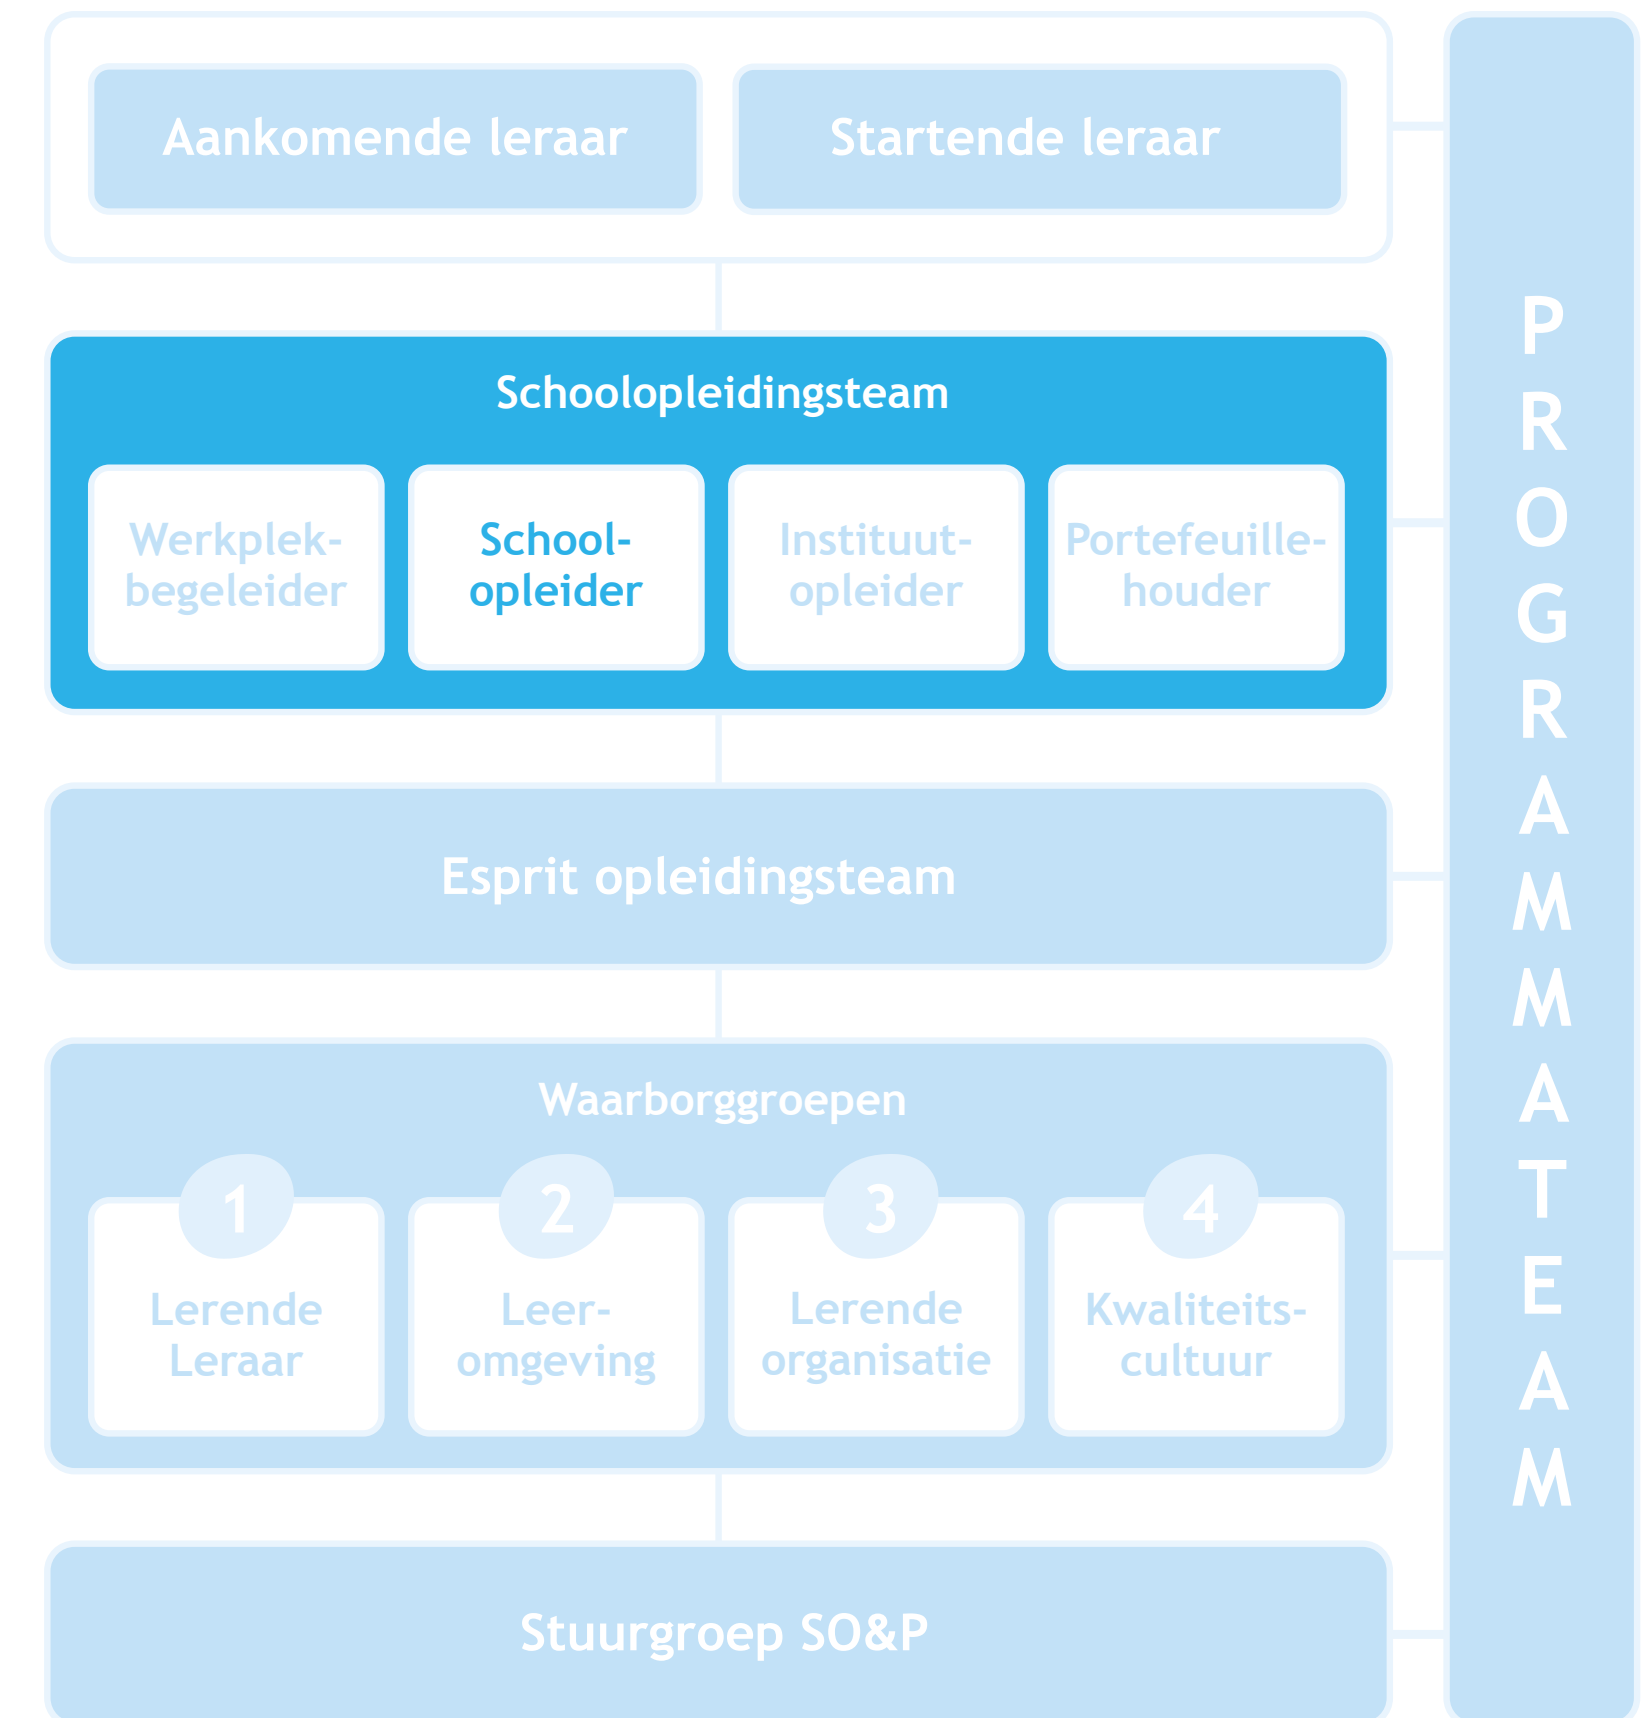 Aankomende leraar
Startende leraar
Schoolopleidingsteam
Werkplek-
begeleider
School-
opleider
Instituut-
opleider
Portefeuille-
houder
Esprit opleidingsteam
Waarborggroepen
1
Lerende
Leraar
2
Leer-
omgeving
3
Lerende
organisatie
4
Kwaliteits-
cultuur
Stuurgroep SO&P
PROGRAMMATEAM